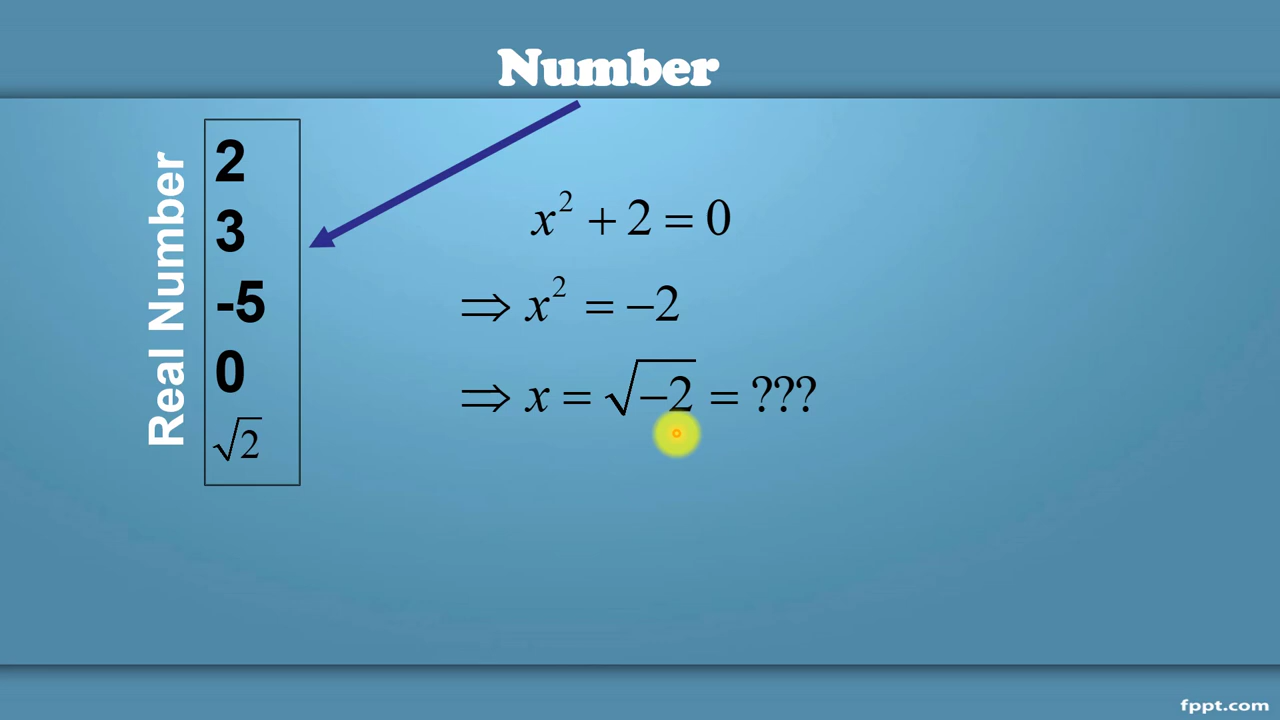 Number
Real Number
2
3
-5
0
√2
x² + 2 = 0
⇒ x² = −2
⇒ x = √−2 = ???
fppt.com